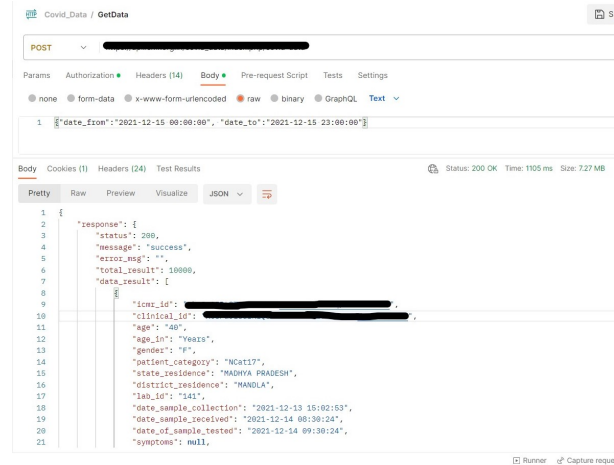 Covid_Data / GetData
S
POST
Params Authorization Headers (14) Body Pre-request Script Tests Settings
none form-data x-www-form-urlencoded raw binary GraphQL Text
1 {"date_from":"2021-12-15 00:00:00", "date_to":"2021-12-15 23:00:00"}
Body Cookies (1) Headers (24) Test Results Status: 200 OK Time: 1105 ms Size: 7.27 MB
Pretty Raw Preview Visualize JSON
1 {
2 "response": {
3 "status": 200,
4 "message": "success",
5 "error_msg": "",
6 "total_result": 10000,
7 "data_result": [
8 {
9 "icmr_id": ",
10 "clinical_id": ",
11 "age": "40",
12 "age_in": "Years",
13 "gender": "F",
14 "patient_category": "NCat17",
15 "state_residence": "MADHYA PRADESH",
16 "district_residence": "MANDLA",
17 "lab_id": "141",
18 "date_sample_collection": "2021-12-13 15:02:53",
19 "date_sample_received": "2021-12-14 08:30:24",
20 "date_of_sample_tested": "2021-12-14 09:30:24",
21 "symptoms": null,
Runner Capture reque